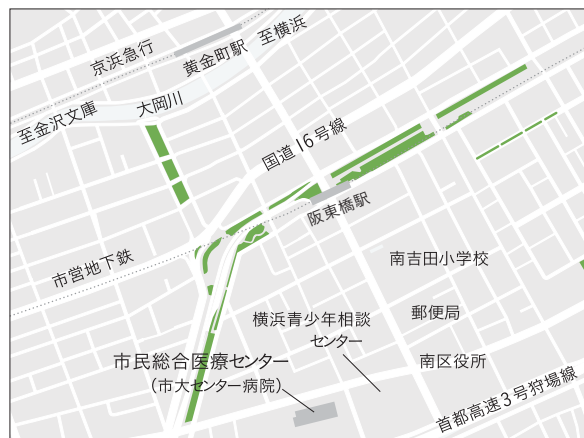 京浜急行
黄金町駅
至横浜
至金沢文庫
大岡川
国道16号線
阪東橋駅
市営地下鉄
南吉田小学校
横浜青少年相談
センター
郵便局
市民総合医療センター
(市大センター病院)
南区役所
首都高速3号狩場線